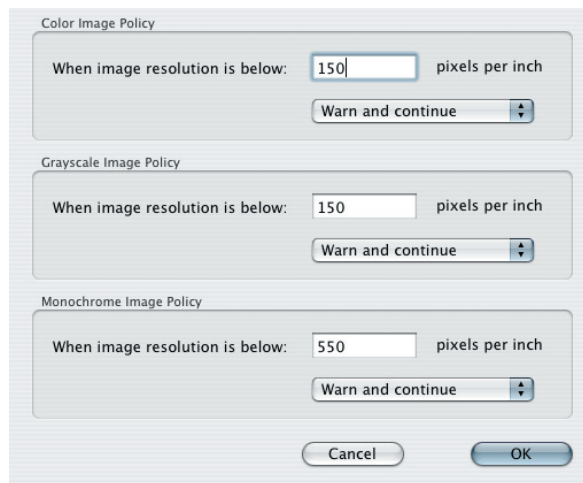 Color Image Policy
When image resolution is below: 150 pixels per inch
Warn and continue
Grayscale Image Policy
When image resolution is below: 150 pixels per inch
Warn and continue
Monochrome Image Policy
When image resolution is below: 550 pixels per inch
Warn and continue
Cancel OK